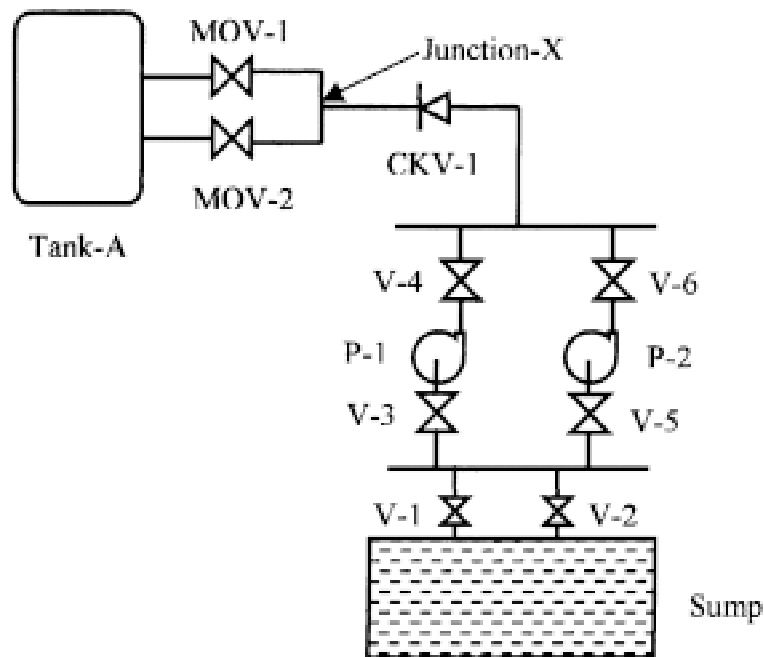 MOV-1
Junction-X
CKV-1
MOV-2
Tank-A
V-4
V-6
P-1
P-2
V-3
V-5
V-1
V-2
Sump